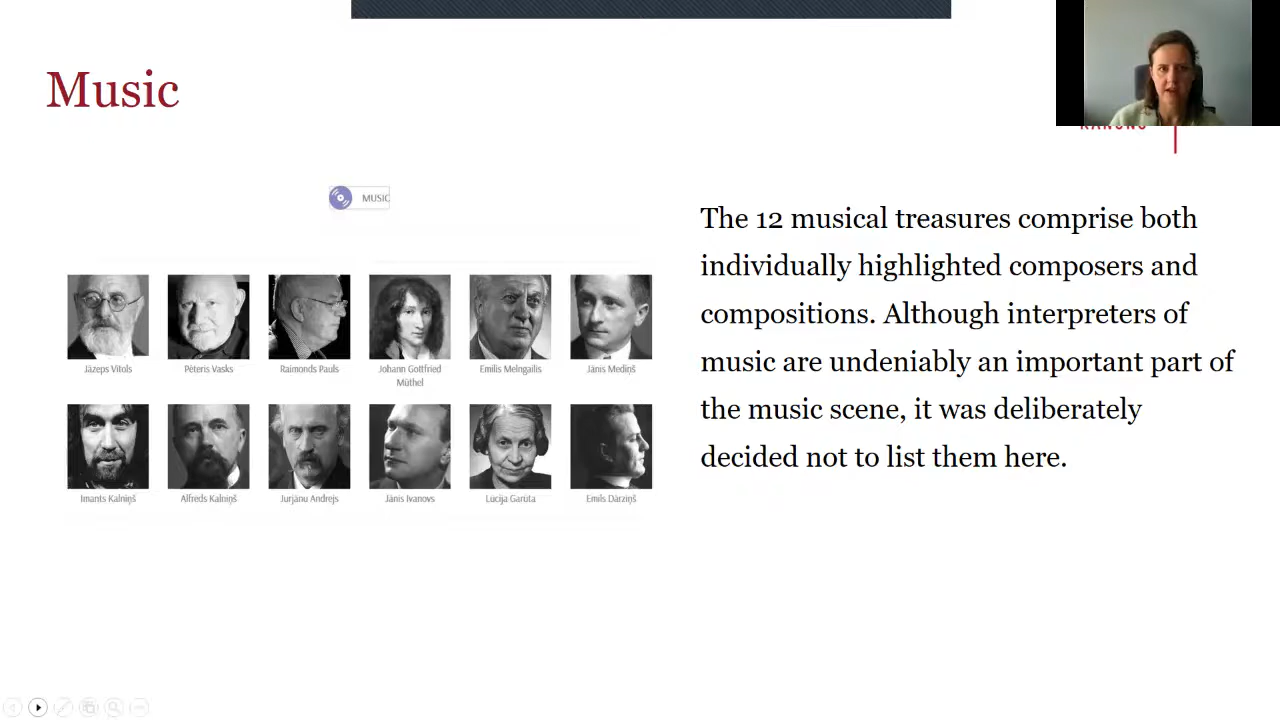 Music
MUSIC
The 12 musical treasures comprise both
individually highlighted composers and
compositions. Although interpreters of
music are undeniably an important part of
the music scene, it was deliberately
decided not to list them here.
Jāzeps Vītols
Pēteris Vasks
Raimonds Pauls
Johann Gottfried
Müthel
Emilis Melngailis
Jānis Mediņš
Imants Kalniņš
Alfrēds Kalniņš
Jurjānu Andrejs
Jānis Ivanovs
Lūcija Garūta
Emīls Dārziņš